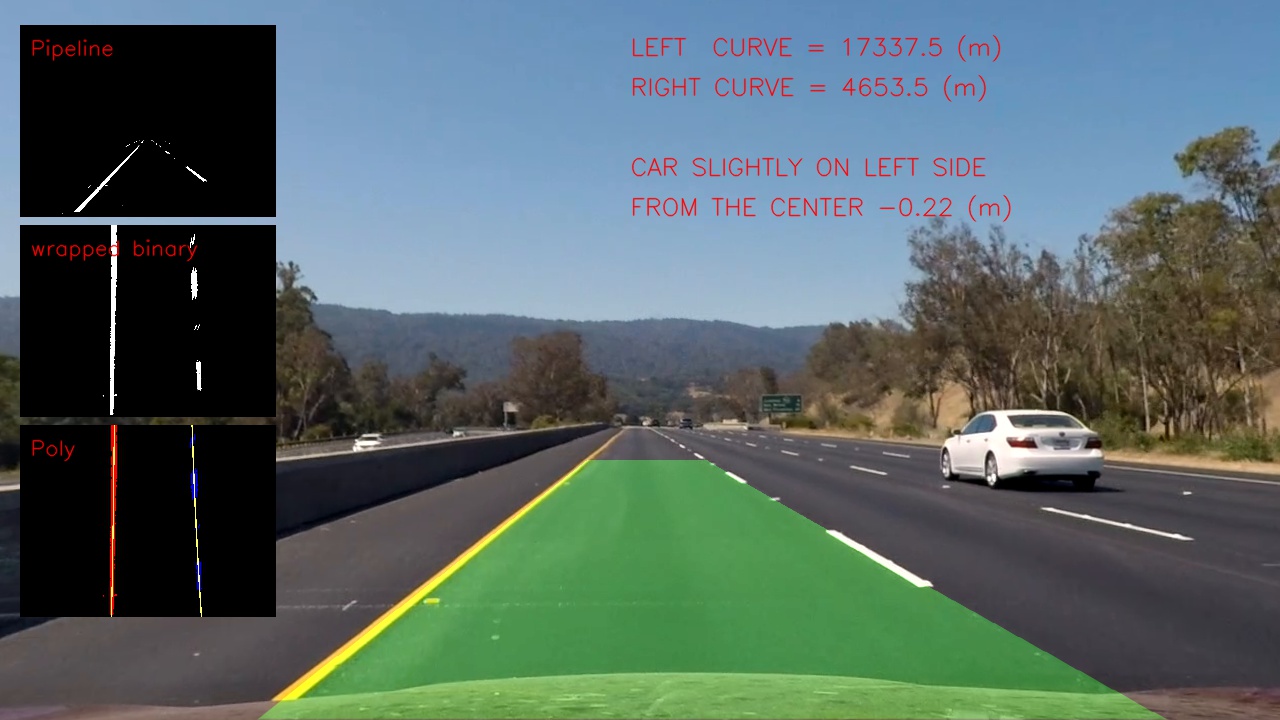 Pipeline
LEFT CURVE = 17337.5 (m)
RIGHT CURVE = 4653.5 (m)
CAR SLIGHTLY ON LEFT SIDE
FROM THE CENTER -0.22 (m)
wrapped binary
Poly